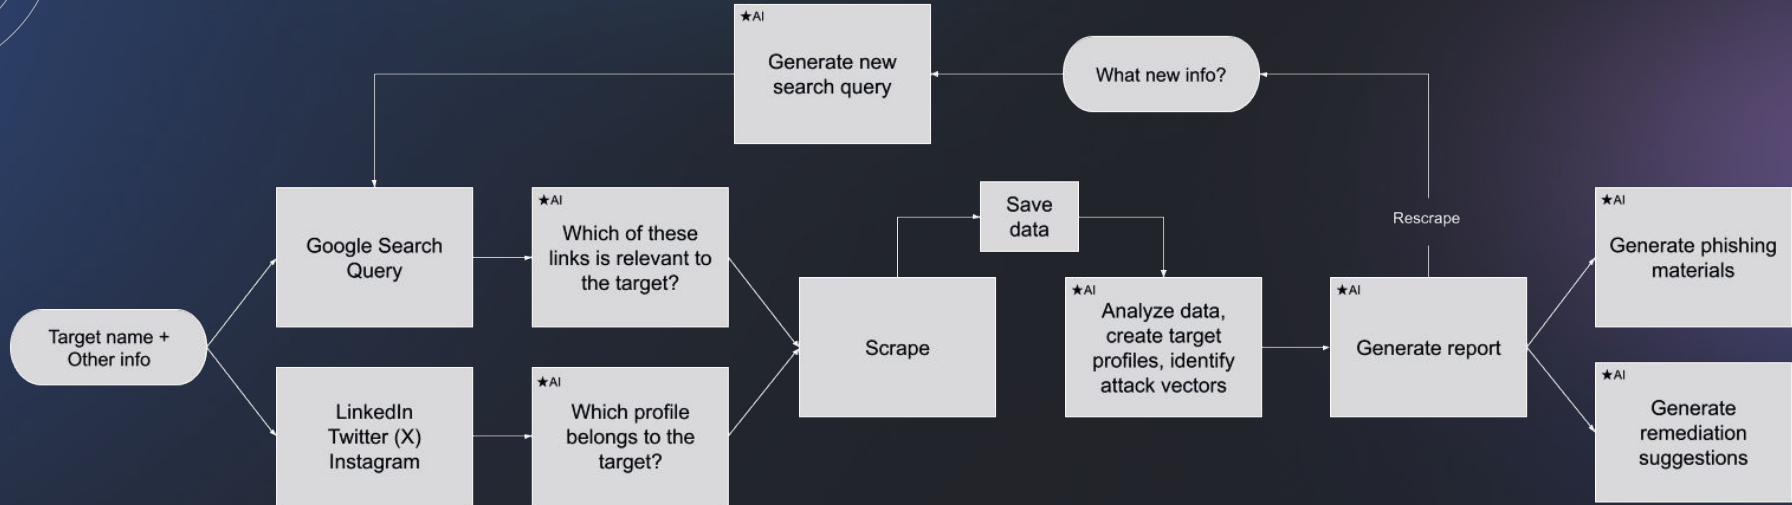 ★AI
Generate new
search query
What new info?
Rescrape
Target name +
Other info
Google Search
Query
★AI
Which of these
links is relevant to
the target?
LinkedIn
Twitter (X)
Instagram
★AI
Which profile
belongs to the
target?
Scrape
Save
data
★AI
Analyze data,
create target
profiles, identify
attack vectors
★AI
Generate report
★AI
Generate phishing
materials
★AI
Generate
remediation
suggestions